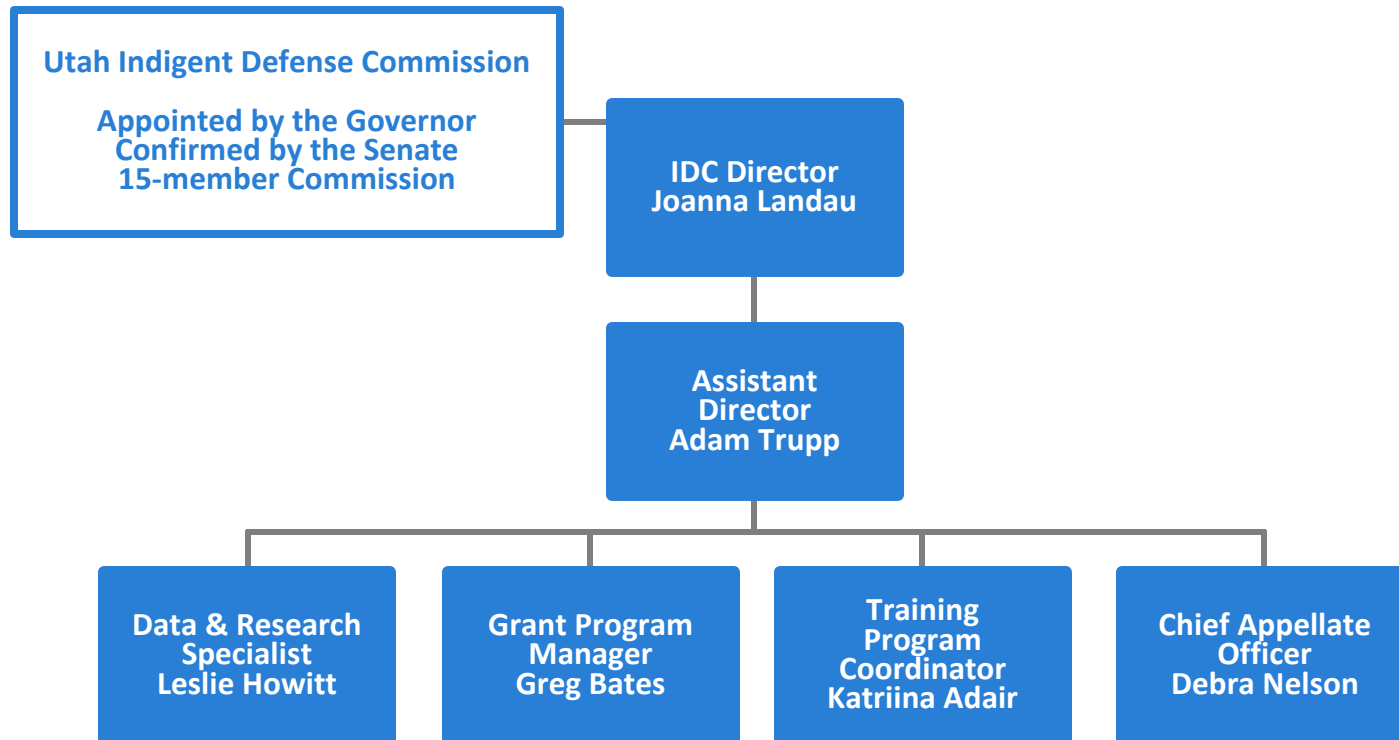 Utah Indigent Defense Commission
Appointed by the Governor
Confirmed by the Senate
15-member Commission
IDC Director
Joanna Landau
Assistant
Director
Adam Trupp
Data & Research
Specialist
Leslie Howitt
Grant Program
Manager
Greg Bates
Training
Program
Coordinator
Katriina Adair
Chief Appellate
Officer
Debra Nelson